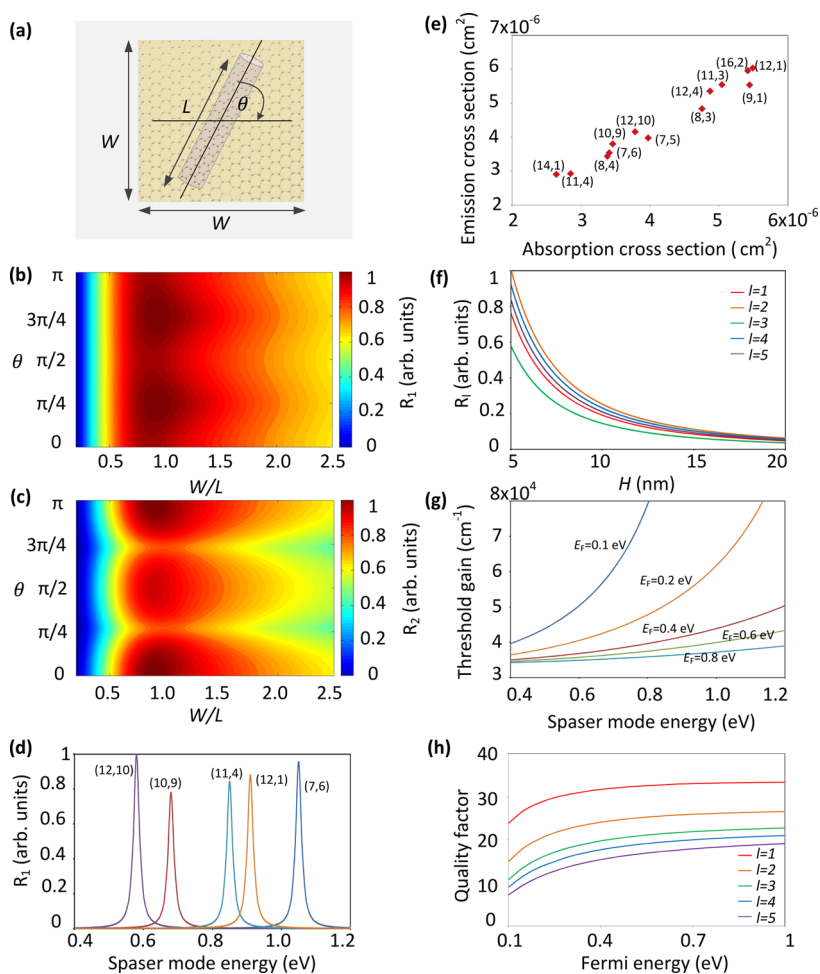 (a)
L
θ
W
W
(b)
π
3π/4
θ π/2
π/4
0
0.5 1.0 1.5 2.0 2.5
W/L
1
0.8
0.6
0.4
0.2
0
R1 (arb. units)
(c)
π
3π/4
θ π/2
π/4
0
0.5 1.0 1.5 2.0 2.5
W/L
1
0.8
0.6
0.4
0.2
0
R2 (arb. units)
(d)
R1 (arb. units)
1
0.8
0.6
0.4
0.2
0
(12,10)
(10,9)
(11,4)
(12,1)
(7,6)
0.4 0.6 0.8 1.0 1.2
Spaser mode energy (eV)
(e)
Emission cross section (cm²)
7x10⁻⁶
6
5
4
3
2
(16,2)
(12,1)
(11,3)
(12,4)
(9,1)
(8,3)
(12,10)
(10,9)
(7,5)
(7,6)
(8,4)
(14,1)
(11,4)
2 3 4 5 6x10⁻⁶
Absorption cross section ( cm²)
(f)
Rl (arb. units)
1
0.8
0.6
0.4
0.2
0
l=1
l=2
l=3
l=4
l=5
5 10 15 20
H (nm)
(g)
Threshold gain (cm⁻¹)
8x10⁴
7
6
5
4
3
EF=0.1 eV
EF=0.2 eV
EF=0.4 eV
EF=0.6 eV
EF=0.8 eV
0.4 0.6 0.8 1.0 1.2
Spaser mode energy (eV)
(h)
Quality factor
40
30
20
10
0
l=1
l=2
l=3
l=4
l=5
0.1 0.4 0.7 1
Fermi energy (eV)